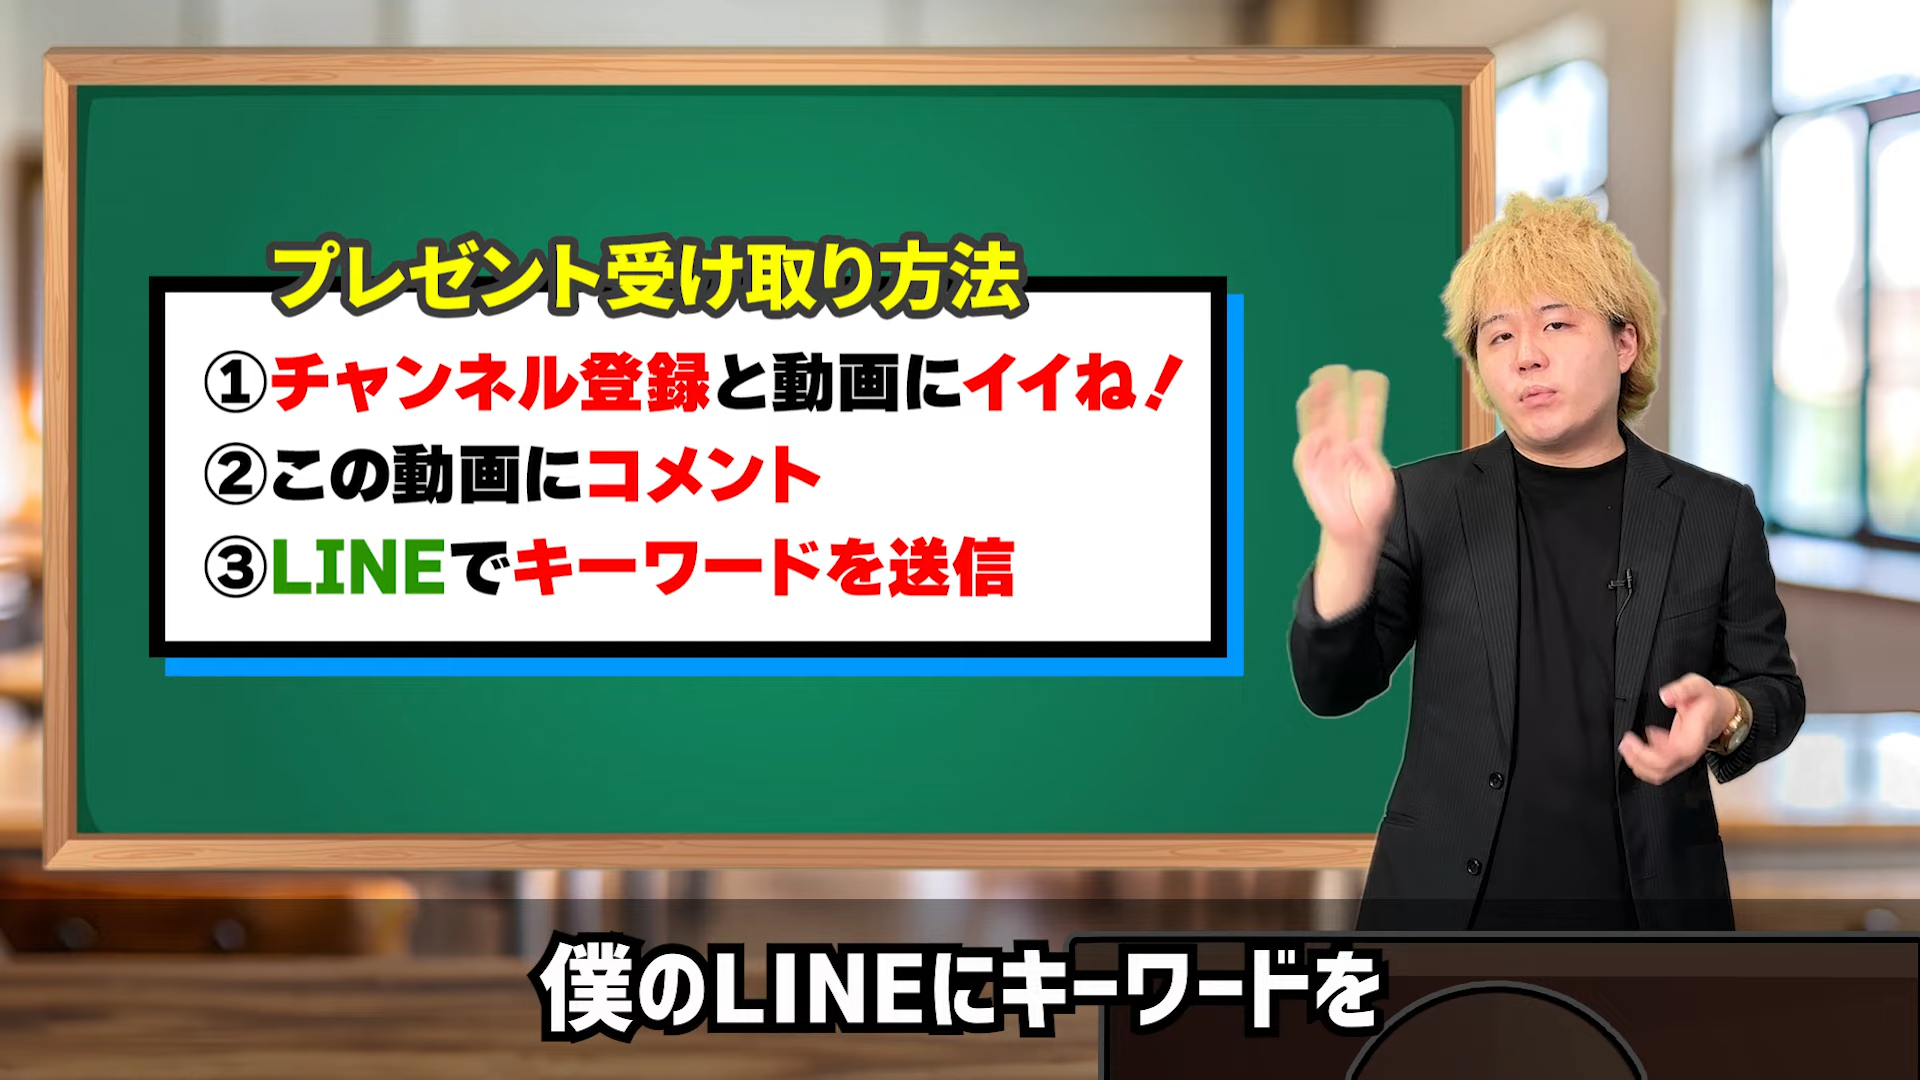 プレゼント受け取り方法
①チャンネル登録と動画にイイね!
②この動画にコメント
③LINEでキーワードを送信
僕のLINEにキーワードを